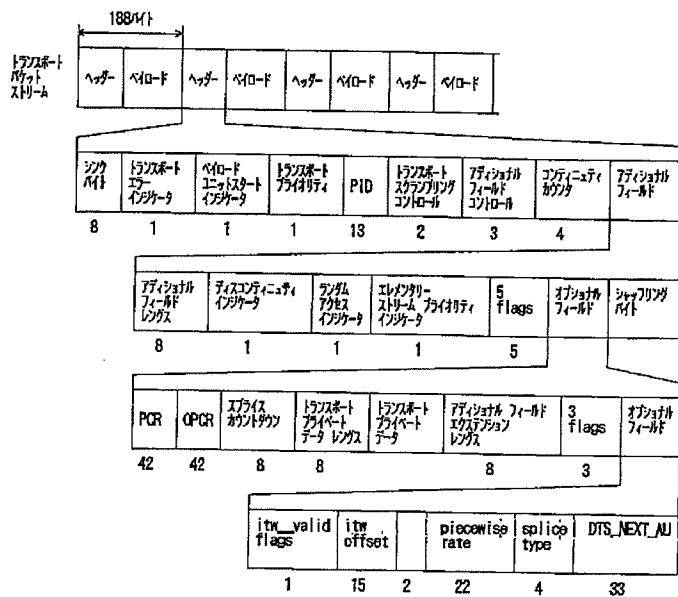 188バイト
トランスポート
パケット
ストリーム
ヘッダー
ペイロード
ヘッダー
ペイロード
ヘッダー
ペイロード
ヘッダー
ペイロード
シンク
バイト
トランスポート
エラー
インジケータ
ペイロード
ユニットスタート
インジケータ
トランスポート
プライオリティ
PID
トランスポート
スクランブリング
コントロール
アディショナル
フィールド
コントロール
コンティニュティ
カウンタ
アディショナル
フィールド
8
1
1
1
13
2
3
4
アディショナル
フィールド
レングス
ディスコンティニュティ
インジケータ
ランダム
アクセス
インジケータ
エレメンタリー
ストリーム プライオリティ
インジケータ
5
flags
オプショナル
フィールド
シャッフリング
バイト
8
1
1
1
5
PCR
OPCR
スプライス
カウントダウン
トランスポート
プライベート
データ レングス
トランスポート
プライベート
データ
アディショナル フィールド
エクステンション
レングス
3
flags
オプショナル
フィールド
42
42
8
8
8
3
itw_valid
flags
itw
offset
piecewise
rate
splice
type
DTS_NEXT_AU
1
15
2
22
4
33